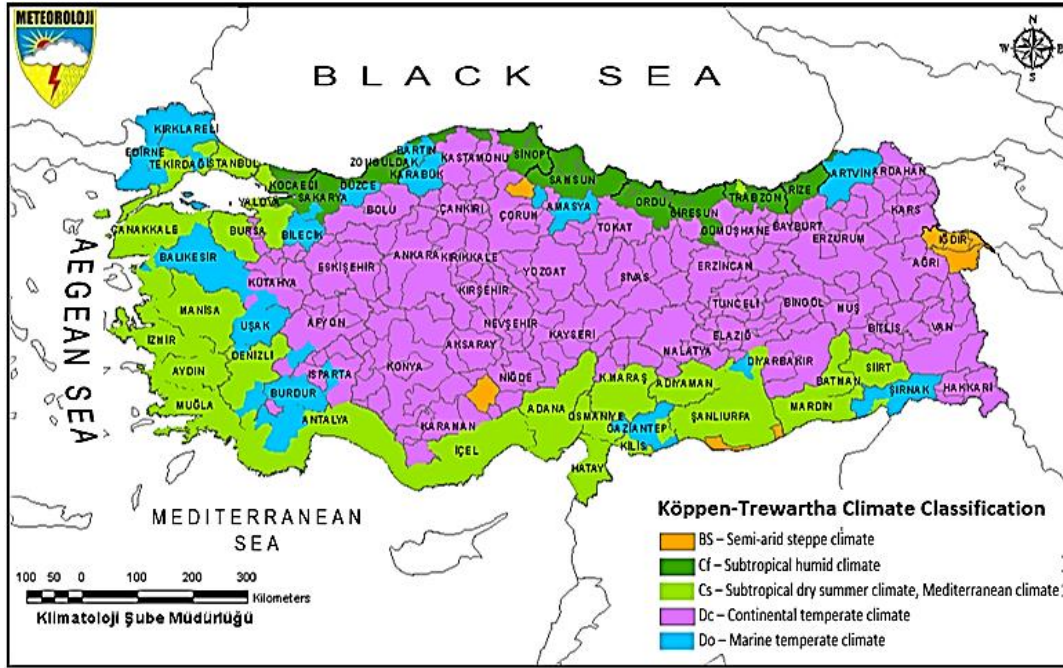 METEOROLOJİ
BLACK SEA
N
W E
S
KIRKLARELİ
EDİRNE
TEKİRDAĞ
İSTANBUL
KOCAELİ
YALOVA
SAKARYA
DÜZCE
ZONGULDAK
BARTIN
KARABÜK
KASTAMONU
SİNOP
SAMSUN
ORDU
GİRESUN
TRABZON
RİZE
ARTVİN
ARDAHAN
ÇANAKKALE
BURSA
BİLECİK
BOLU
ÇANKIRI
ÇORUM
AMASYA
TOKAT
GÜMÜŞHANE
BAYBURT
ERZURUM
KARS
IĞDIR
AĞRI
BALIKESİR
KÜTAHYA
ESKİŞEHİR
ANKARA
KIRIKKALE
YOZGAT
SİVAS
ERZİNCAN
TUNCELİ
BİNGÖL
MUŞ
AEGEAN SEA
MANİSA
UŞAK
AFYON
KIRŞEHİR
NEVŞEHİR
KAYSERİ
ELAZIĞ
BİTLİS
VAN
İZMİR
DENİZLİ
ISPARTA
KONYA
AKSARAY
NİĞDE
MALATYA
DİYARBAKIR
AYDIN
BURDUR
K.MARAŞ
ADIYAMAN
BATMAN
SİİRT
ŞIRNAK
HAKKARİ
MUĞLA
ANTALYA
KARAMAN
İÇEL
ADANA
OSMANİYE
GAZİANTEP
ŞANLIURFA
MARDİN
KİLİS
HATAY
MEDITERRANEAN
SEA
100 50 0 100 200 300
Kilometers
Klimatoloji Şube Müdürlüğü
Köppen-Trewartha Climate Classification
BS – Semi-arid steppe climate
Cf – Subtropical humid climate
Cs – Subtropical dry summer climate, Mediterranean climate
Dc – Continental temperate climate
Do – Marine temperate climate